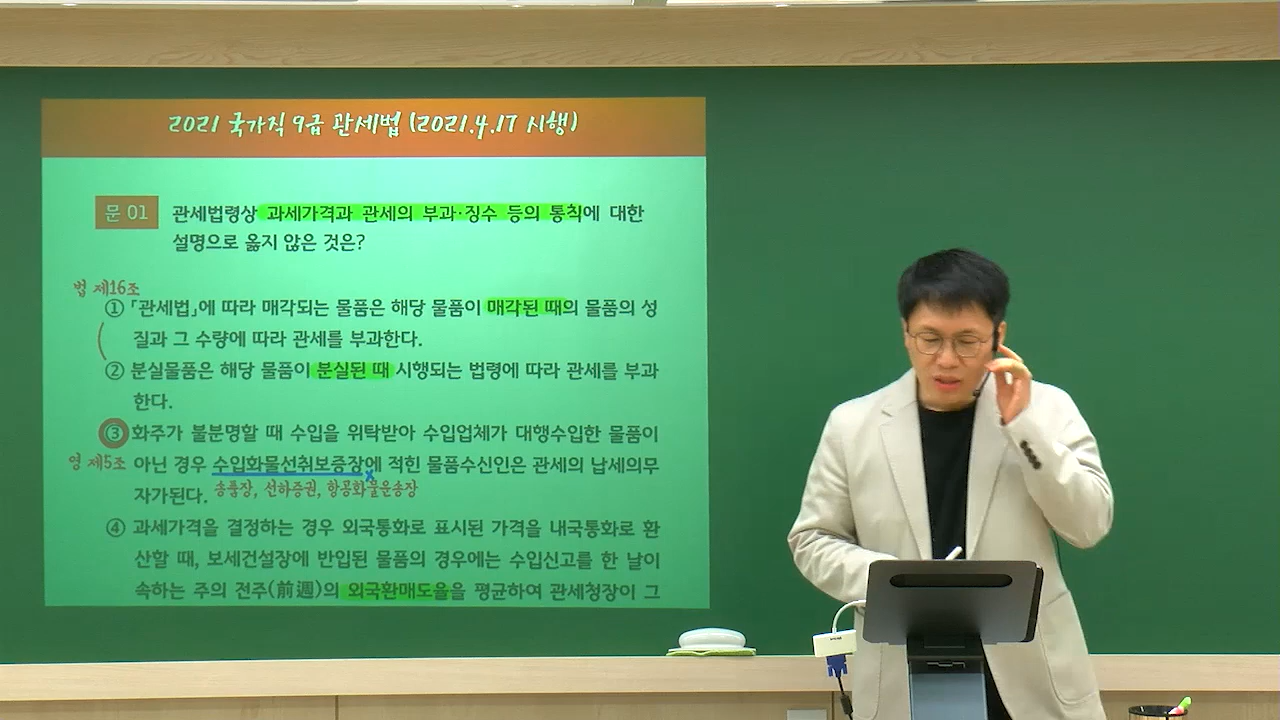 2021 국가직 9급 관세법 (2021.4.17 시행)
문 01 관세법령상 과세가격과 관세의 부과·징수 등의 통칙에 대한
설명으로 옳지 않은 것은?
법 제16조
① 「관세법」에 따라 매각되는 물품은 해당 물품이 매각된 때의 물품의 성
질과 그 수량에 따라 관세를 부과한다.
② 분실물품은 해당 물품이 분실된 때 시행되는 법령에 따라 관세를 부과
한다.
③ 화주가 불분명할 때 수입을 위탁받아 수입업체가 대행수입한 물품이
영 제5조 아닌 경우 수입화물선취보증장에 적힌 물품수신인은 관세의 납세의무
자가된다. 송품장, 선하증권, 항공화물운송장
④ 과세가격을 결정하는 경우 외국통화로 표시된 가격을 내국통화로 환
산할 때, 보세건설장에 반입된 물품의 경우에는 수입신고를 한 날이
속하는 주의 전주(前週)의 외국환매도율을 평균하여 관세청장이 그